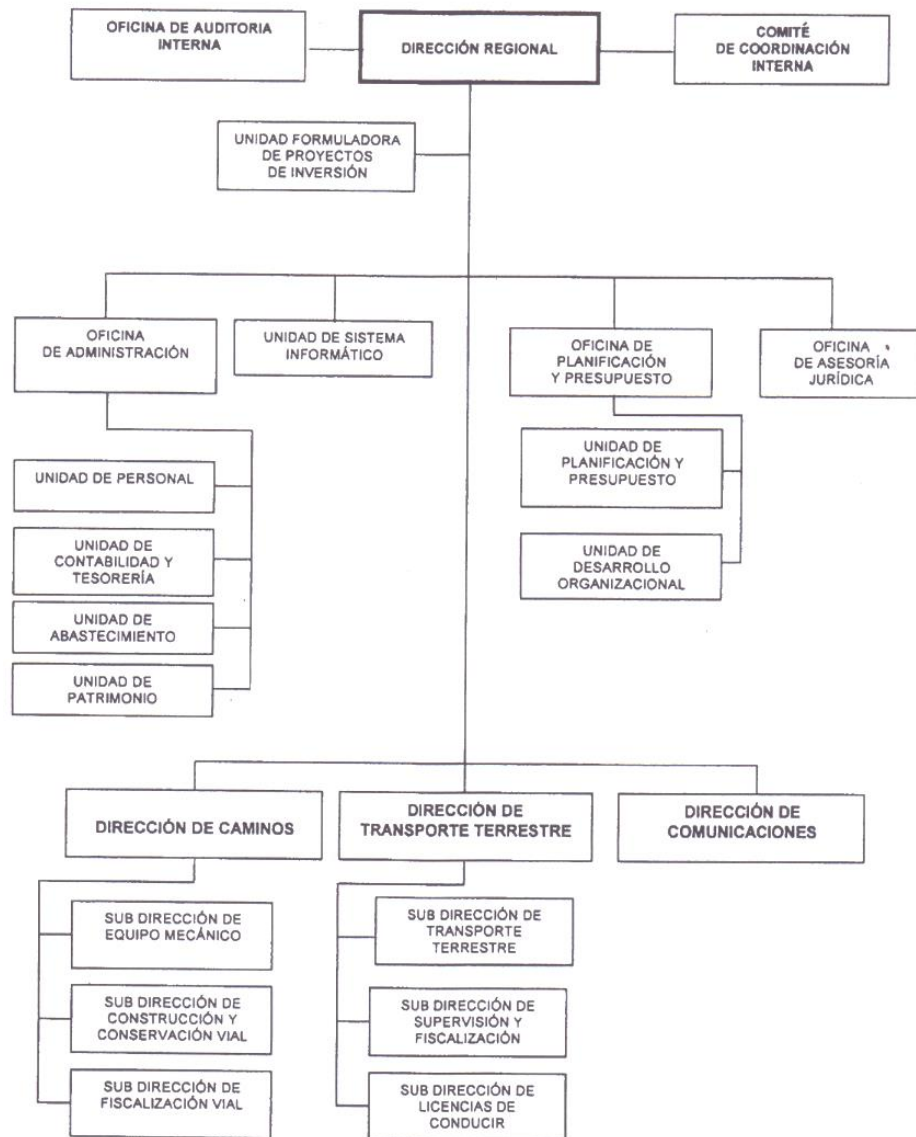 OFICINA DE AUDITORIA
INTERNA
DIRECCIÓN REGIONAL
COMITÉ
DE COORDINACIÓN
INTERNA
UNIDAD FORMULADORA
DE PROYECTOS
DE INVERSIÓN
OFICINA
DE ADMINISTRACIÓN
UNIDAD DE SISTEMA
INFORMÁTICO
OFICINA DE
PLANIFICACIÓN
Y PRESUPUESTO
OFICINA
DE ASESORÍA
JURÍDICA
UNIDAD DE PERSONAL
UNIDAD DE
CONTABILIDAD Y
TESORERÍA
UNIDAD DE
ABASTECIMIENTO
UNIDAD DE
PATRIMONIO
UNIDAD DE
PLANIFICACIÓN Y
PRESUPUESTO
UNIDAD DE
DESARROLLO
ORGANIZACIONAL
DIRECCIÓN DE CAMINOS
DIRECCIÓN DE
TRANSPORTE TERRESTRE
DIRECCIÓN DE
COMUNICACIONES
SUB DIRECCIÓN DE
EQUIPO MECÁNICO
SUB DIRECCIÓN DE
CONSTRUCCIÓN Y
CONSERVACIÓN VIAL
SUB DIRECCIÓN DE
FISCALIZACIÓN VIAL
SUB DIRECCIÓN DE
TRANSPORTE
TERRESTRE
SUB DIRECCIÓN DE
SUPERVISIÓN Y
FISCALIZACIÓN
SUB DIRECCIÓN DE
LICENCIAS DE
CONDUCIR